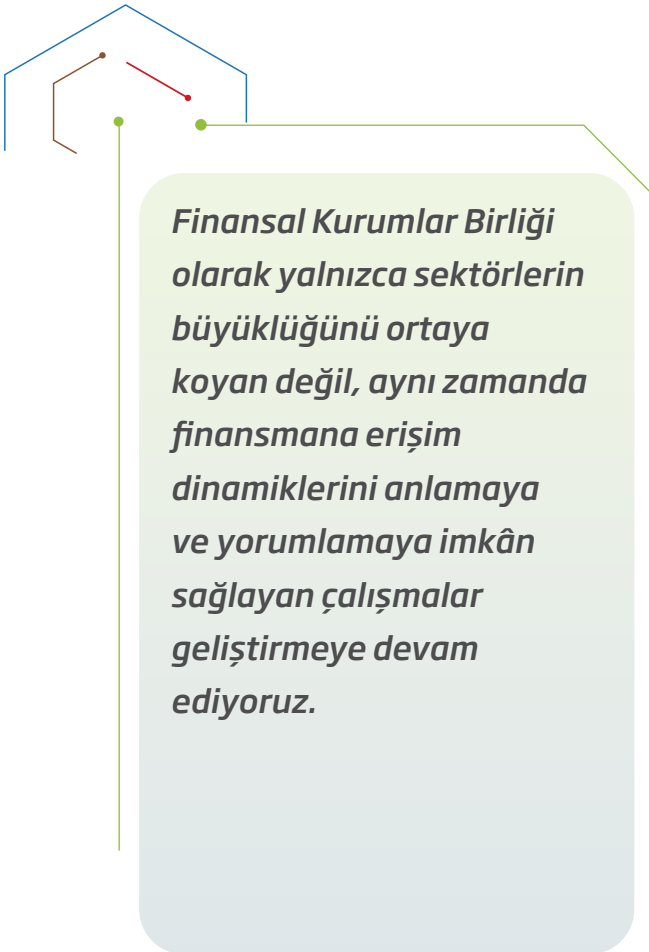 Finansal Kurumlar Birliği
olarak yalnızca sektörlerin
büyüklüğünü ortaya
koyan değil, aynı zamanda
finansmana erişim
dinamiklerini anlamaya
ve yorumlamaya imkân
sağlayan çalışmalar
geliştirmeye devam
ediyoruz.